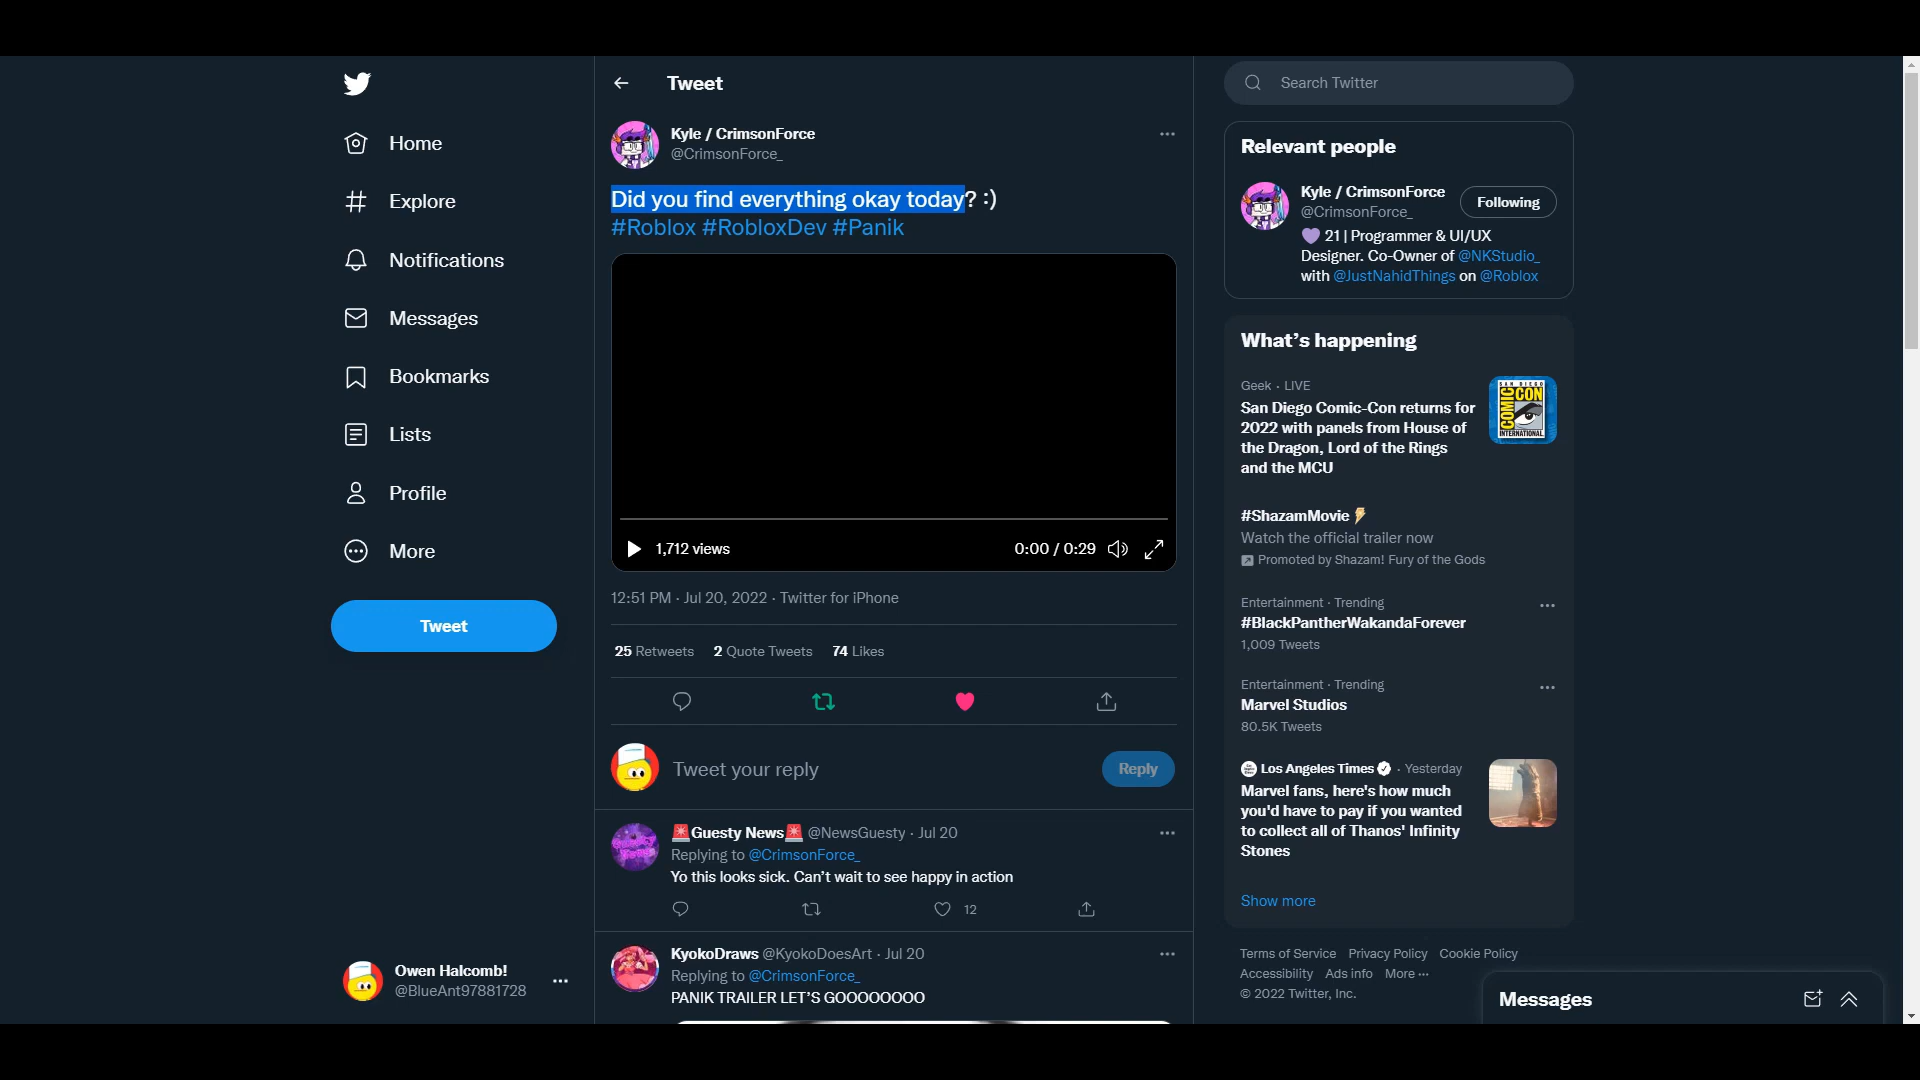 Home
Explore
Notifications
Messages
Bookmarks
Lists
Profile
More
Tweet
Owen Halcomb!
@BlueAnt97881728
Tweet
Kyle / CrimsonForce
@CrimsonForce_
Did you find everything okay today? :)
#Roblox #RobloxDev #Panik
1,712 views
0:00 / 0:29
12:51 PM · Jul 20, 2022 · Twitter for iPhone
25 Retweets 2 Quote Tweets 74 Likes
Tweet your reply
Reply
🚨Guesty News🚨 @NewsGuesty · Jul 20
Replying to @CrimsonForce_
Yo this looks sick. Can’t wait to see happy in action
12
KyokoDraws @KyokoDoesArt · Jul 20
Replying to @CrimsonForce_
PANIK TRAILER LET’S GOOOOOOOO
Search Twitter
Relevant people
Kyle / CrimsonForce
@CrimsonForce_
Following
💜 21 | Programmer & UI/UX
Designer. Co-Owner of @NKStudio_
with @JustNahidThings on @Roblox
What’s happening
Geek · LIVE
San Diego Comic-Con returns for
2022 with panels from House of
the Dragon, Lord of the Rings
and the MCU
SAN DIEGO
COMIC
CON
INTERNATIONAL
#ShazamMovie
Watch the official trailer now
Promoted by Shazam! Fury of the Gods
Entertainment · Trending
#BlackPantherWakandaForever
1,009 Tweets
Entertainment · Trending
Marvel Studios
80.5K Tweets
Los Angeles Times · Yesterday
Marvel fans, here's how much
you'd have to pay if you wanted
to collect all of Thanos' Infinity
Stones
Show more
Terms of Service Privacy Policy Cookie Policy
Accessibility Ads info More ···
© 2022 Twitter, Inc.
Messages